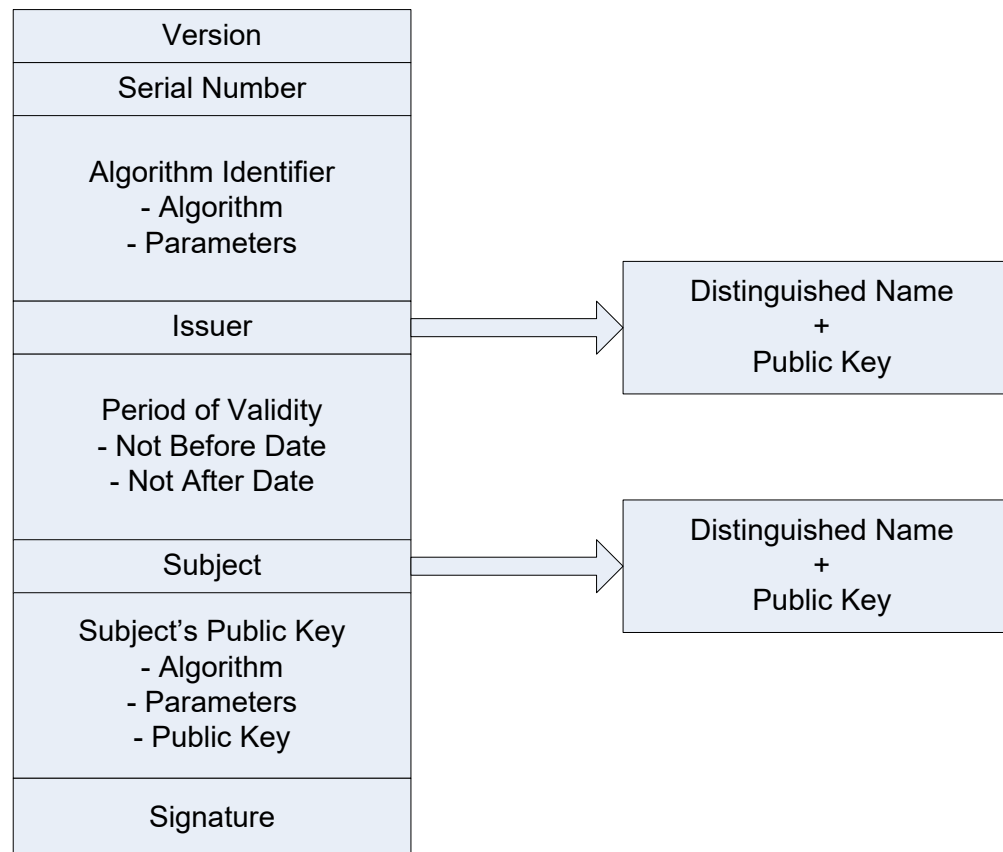 Version
Serial Number
Algorithm Identifier
- Algorithm
- Parameters
Issuer
Period of Validity
- Not Before Date
- Not After Date
Subject
Subject’s Public Key
- Algorithm
- Parameters
- Public Key
Signature
Distinguished Name
+
Public Key
Distinguished Name
+
Public Key